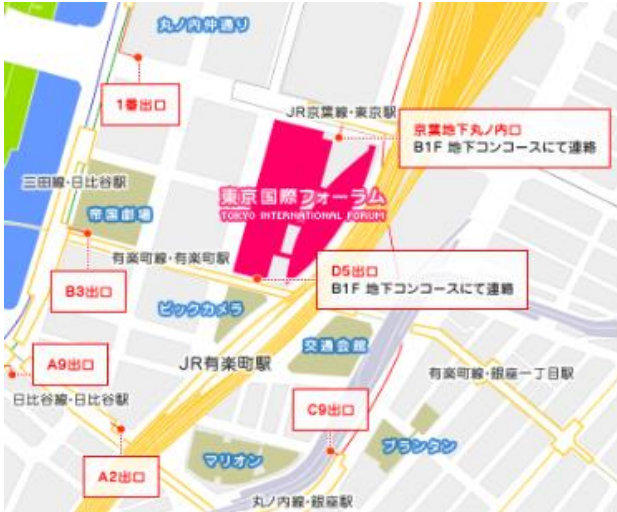 丸ノ内仲通り
1番出口
JR京葉線・東京駅
京葉地下丸ノ内口
B1F 地下コンコースにて連絡
三田線・日比谷駅
東京国際フォーラム
TOKYO INTERNATIONAL FORUM
帝国劇場
有楽町線・有楽町駅
D5出口
B1F 地下コンコースにて連絡
B3出口
ビックカメラ
交通会館
A9出口
JR有楽町駅
有楽町線・銀座一丁目駅
日比谷線・日比谷駅
C9出口
プランタン
マリオン
A2出口
丸ノ内線・銀座駅